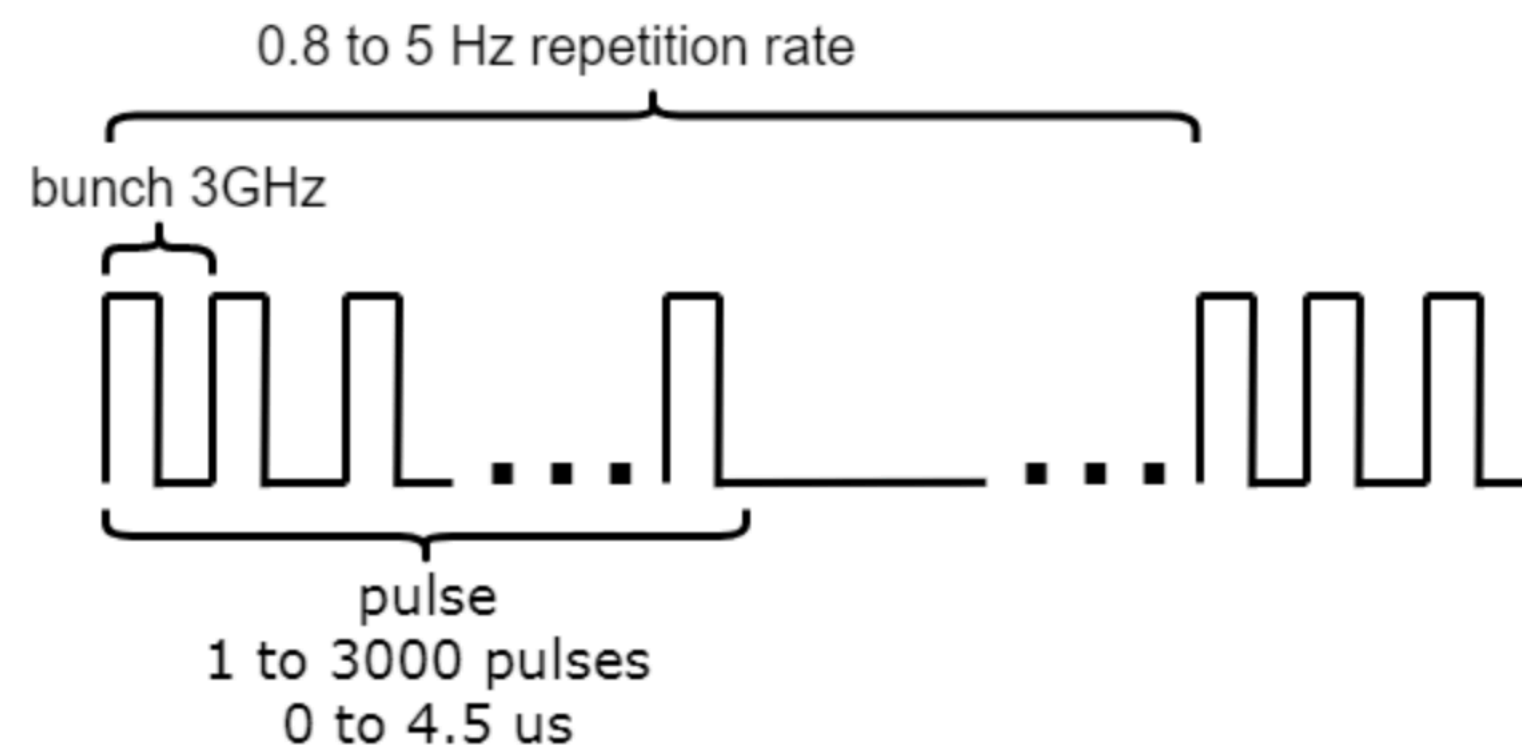 0.8 to 5 Hz repetition rate
bunch 3GHz
pulse
1 to 3000 pulses
0 to 4.5 us